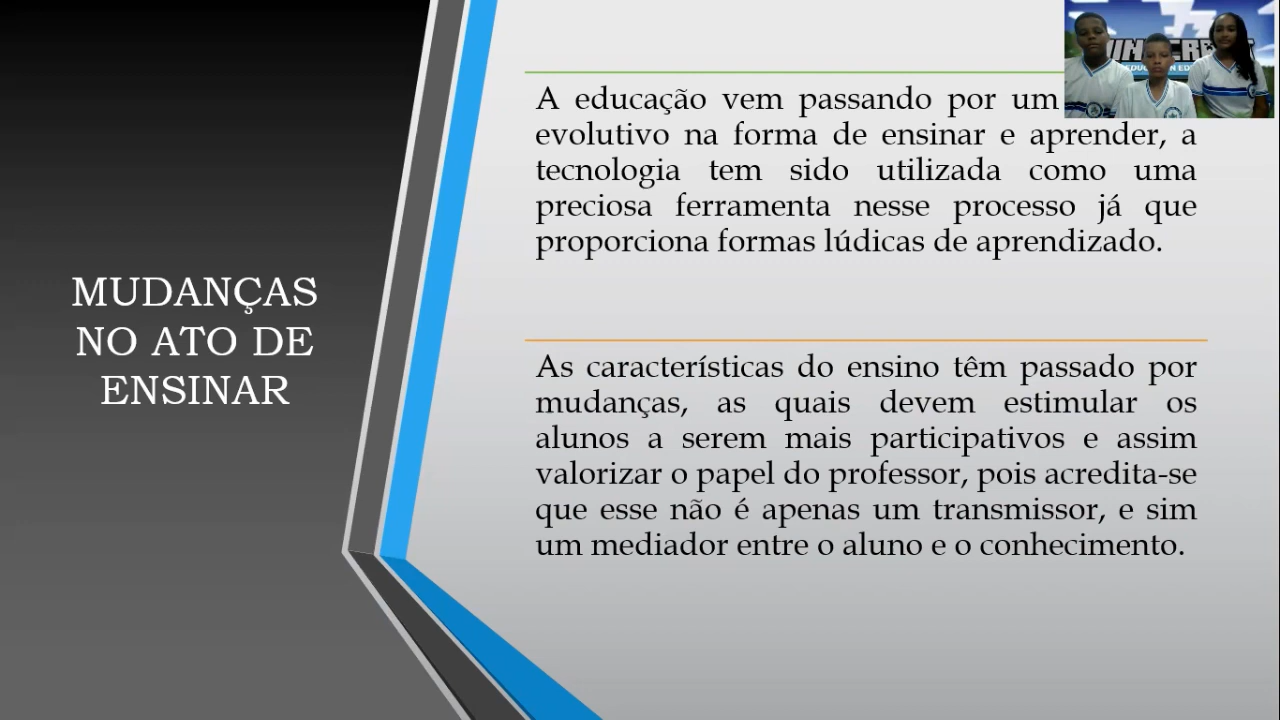 MUDANÇAS
NO ATO DE
ENSINAR
A educação vem passando por um
evolutivo na forma de ensinar e aprender, a
tecnologia tem sido utilizada como uma
preciosa ferramenta nesse processo já que
proporciona formas lúdicas de aprendizado.
As características do ensino têm passado por
mudanças, as quais devem estimular os
alunos a serem mais participativos e assim
valorizar o papel do professor, pois acredita-se
que esse não é apenas um transmissor, e sim
um mediador entre o aluno e o conhecimento.